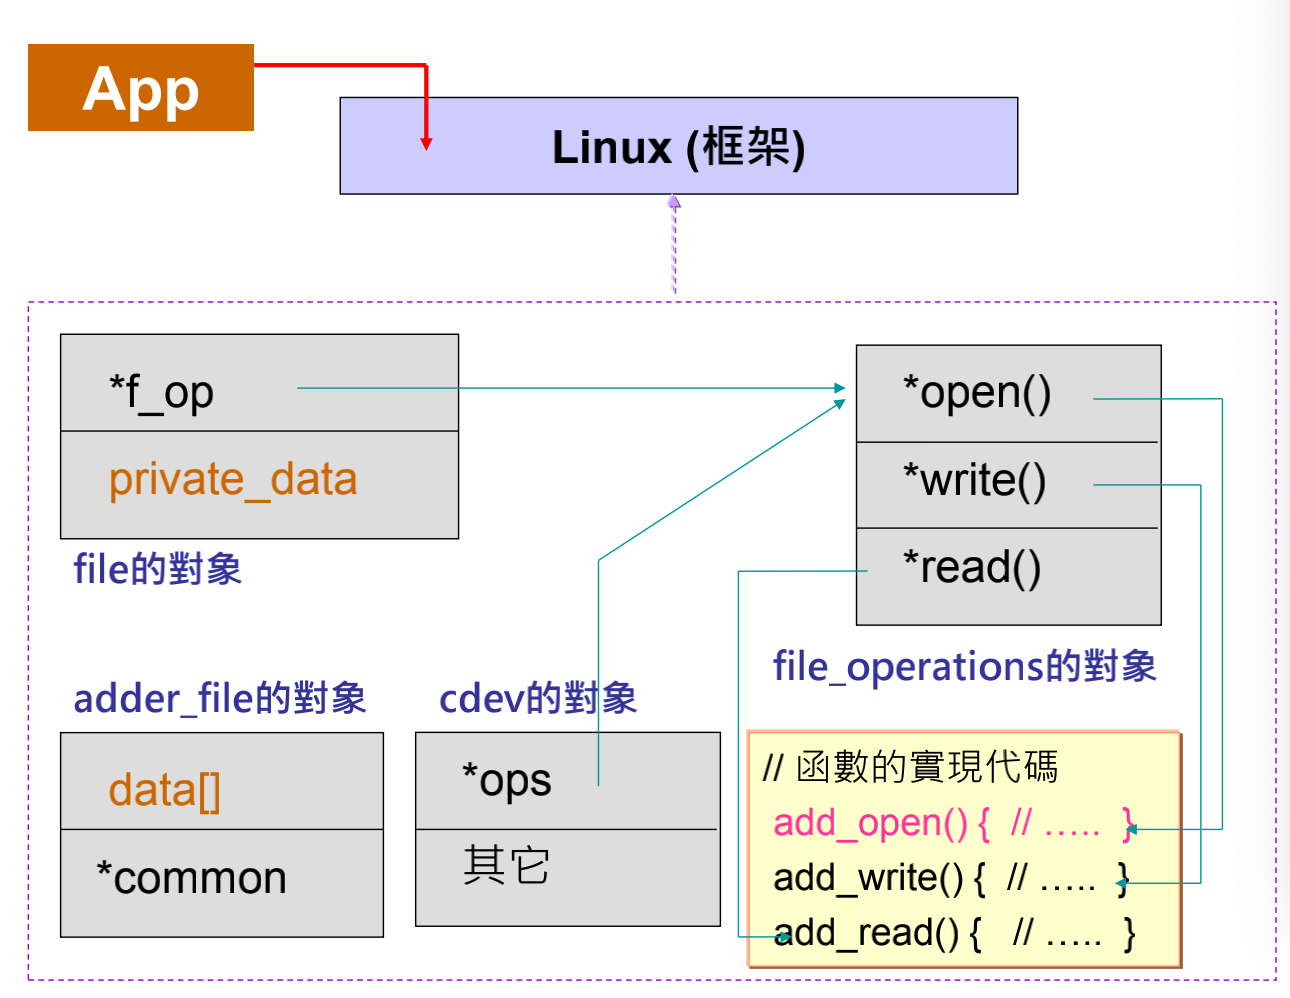 App
Linux (框架)
*f_op
private_data
file的對象
*open()
*write()
*read()
file_operations的對象
adder_file的對象
data[]
*common
cdev的對象
*ops
其它
// 函數的實現代碼
add_open() { // ..... }
add_write() { // ..... }
add_read() { // ..... }